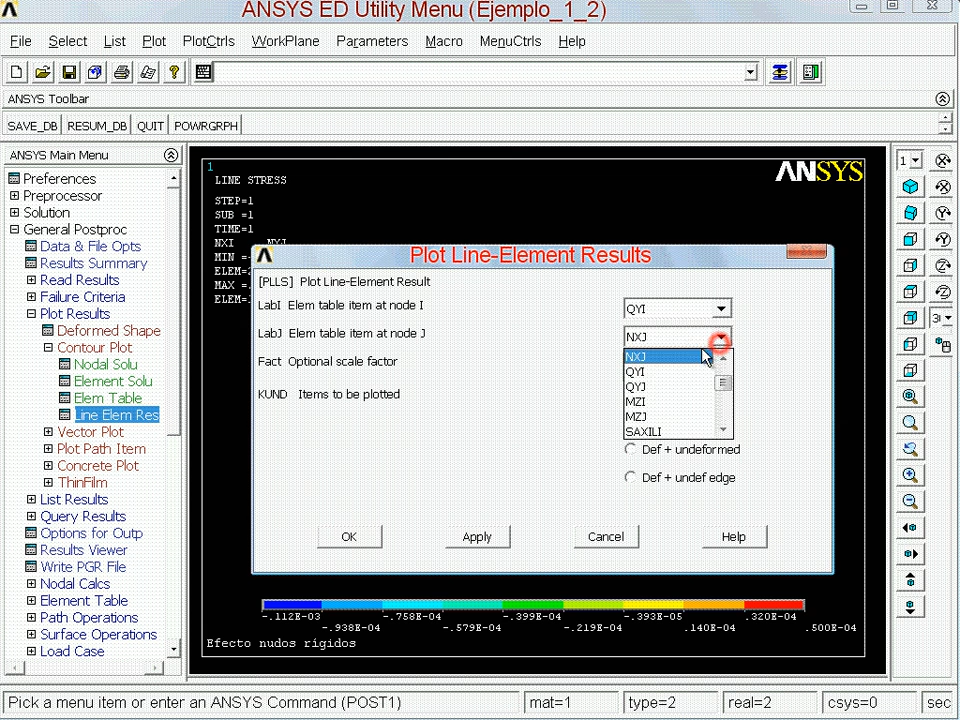 ANSYS ED Utility Menu (Ejemplo_1_2)
File Select List Plot PlotCtrls WorkPlane Parameters Macro MenuCtrls Help
ANSYS Toolbar
SAVE_DB RESUM_DB QUIT POWRGRPH
ANSYS Main Menu
Preferences
Preprocessor
Solution
General Postproc
Data & File Opts
Results Summary
Read Results
Failure Criteria
Plot Results
Deformed Shape
Contour Plot
Nodal Solu
Element Solu
Elem Table
Line Elem Res
Vector Plot
Plot Path Item
Concrete Plot
ThinFilm
List Results
Query Results
Options for Outp
Results Viewer
Write PGR File
Nodal Calcs
Element Table
Path Operations
Surface Operations
Load Case
1
LINE STRESS
STEP=1
SUB =1
TIME=1
NXI NXJ
MIN =-
ELEM=
MAX =
ELEM=
ANSYS
Plot Line-Element Results
[PLLS] Plot Line-Element Result
LabI Elem table item at node I
QYI
LabJ Elem table item at node J
NXJ
Fact Optional scale factor
NXJ
QYI
QYJ
MZI
MZJ
SAXILI
KUND Items to be plotted
Def + undeformed
Def + undef edge
OK Apply Cancel Help
-.112E-03 -.758E-04 -.399E-04 -.393E-05 .320E-04
-.938E-04 -.579E-04 -.219E-04 .140E-04 .500E-04
Efecto nudos rígidos
1
Pick a menu item or enter an ANSYS Command (POST1) mat=1 type=2 real=2 csys=0 sec